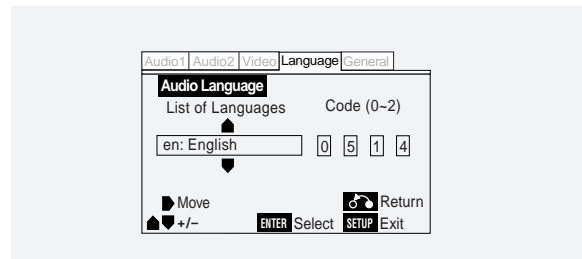 Audio1 Audio2 Video Language General
Audio Language
List of Languages Code (0~2)
en: English 0 5 1 4
Move Return
+/– ENTER Select SETUP Exit